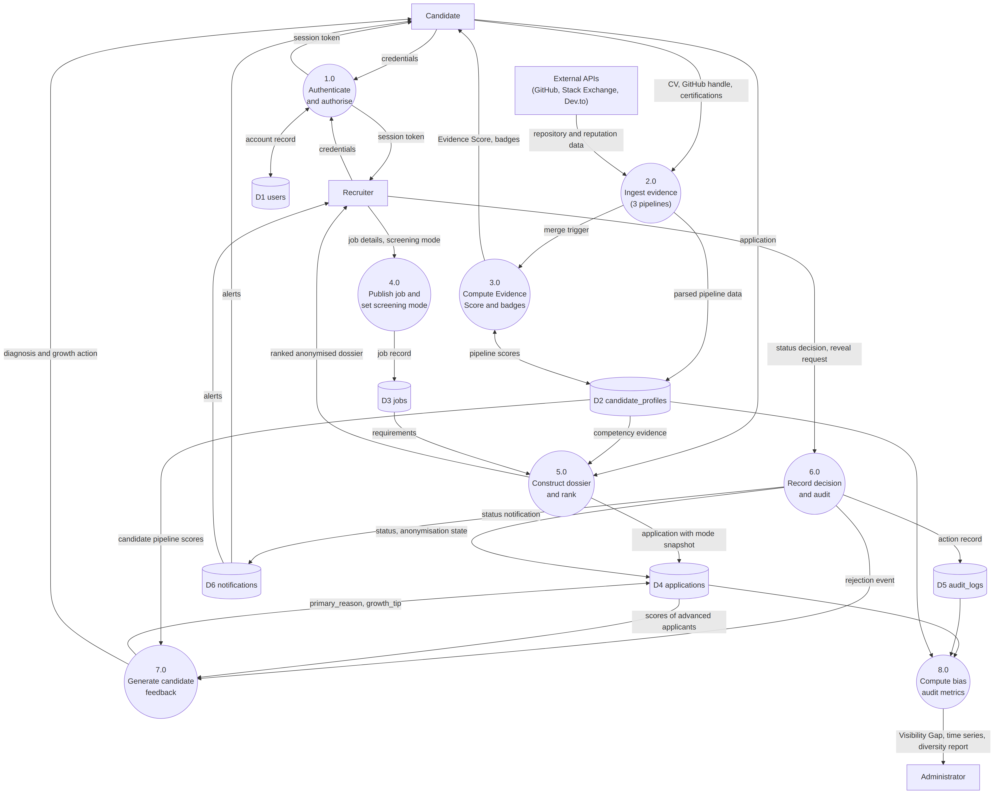 Candidate
session token
credentials
1.0
Authenticate
and authorise
External APIs
(GitHub, Stack Exchange,
Dev.to)
CV, GitHub handle,
certifications
account record
credentials
session token
Evidence Score, badges
repository and reputation
data
D1 users
Recruiter
2.0
Ingest evidence
(3 pipelines)
job details, screening mode
merge trigger
application
alerts
4.0
Publish job and
set screening mode
3.0
Compute Evidence
Score and badges
parsed pipeline data
diagnosis and growth action
ranked anonymised dossier
job record
pipeline scores
status decision, reveal
request
alerts
D3 jobs
D2 candidate_profiles
requirements
competency evidence
5.0
Construct dossier
and rank
6.0
Record decision
and audit
status notification
status, anonymisation state
candidate pipeline scores
application with mode
snapshot
action record
D6 notifications
D4 applications
rejection event
D5 audit_logs
primary_reason, growth_tip
scores of advanced
applicants
7.0
Generate candidate
feedback
8.0
Compute bias
audit metrics
Visibility Gap, time series,
diversity report
Administrator